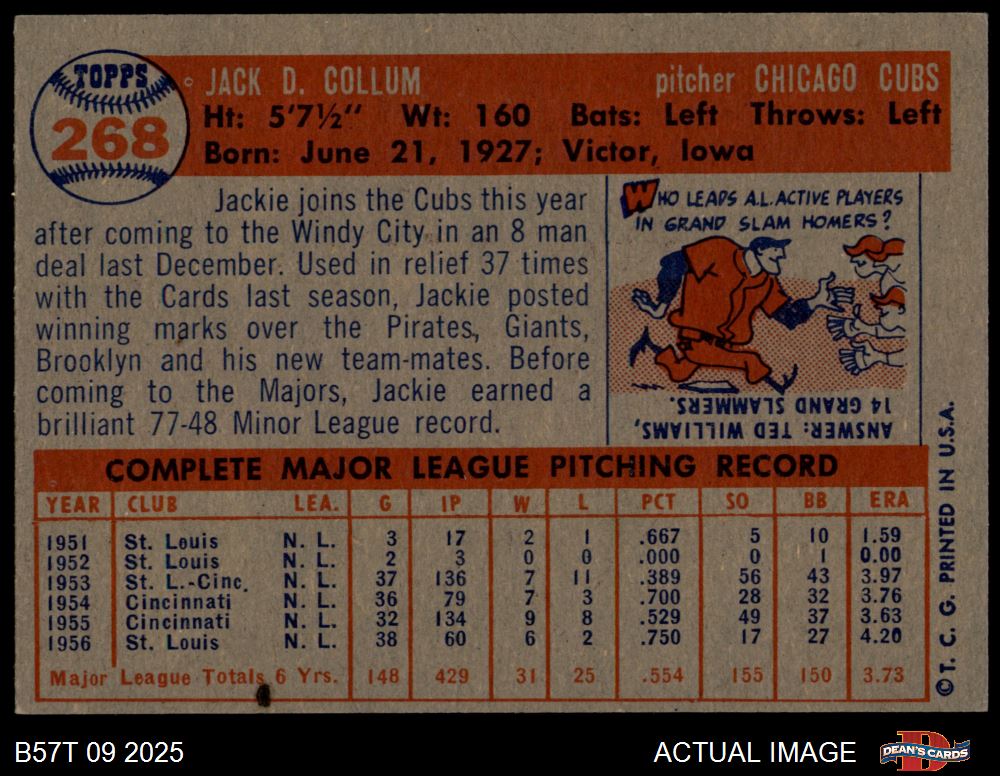 TOPPS
268
JACK D. COLLUM pitcher CHICAGO CUBS
Ht: 5'7½" Wt: 160 Bats: Left Throws: Left
Born: June 21, 1927; Victor, Iowa
Jackie joins the Cubs this year
after coming to the Windy City in an 8 man
deal last December. Used in relief 37 times
with the Cards last season, Jackie posted
winning marks over the Pirates, Giants,
Brooklyn and his new team-mates. Before
coming to the Majors, Jackie earned a
brilliant 77-48 Minor League record.
WHO LEADS A.L. ACTIVE PLAYERS
IN GRAND SLAM HOMERS?
ANSWER: TED WILLIAMS,
14 GRAND SLAMMERS.
COMPLETE MAJOR LEAGUE PITCHING RECORD
YEAR CLUB LEA. G IP W L PCT SO BB ERA
1951 St. Louis N. L. 3 17 2 1 .667 5 10 1.59
1952 St. Louis N. L. 2 3 0 0 .000 0 1 0.00
1953 St. L.-Cinc. N. L. 37 136 7 11 .389 56 43 3.97
1954 Cincinnati N. L. 36 79 7 3 .700 28 32 3.76
1955 Cincinnati N. L. 32 134 9 8 .529 49 37 3.63
1956 St. Louis N. L. 38 60 6 2 .750 17 27 4.20
Major League Totals 6 Yrs. 148 429 31 25 .554 155 150 3.73
© T. C. G. PRINTED IN U.S.A.
B57T 09 2025 ACTUAL IMAGE DEAN'S CARDS